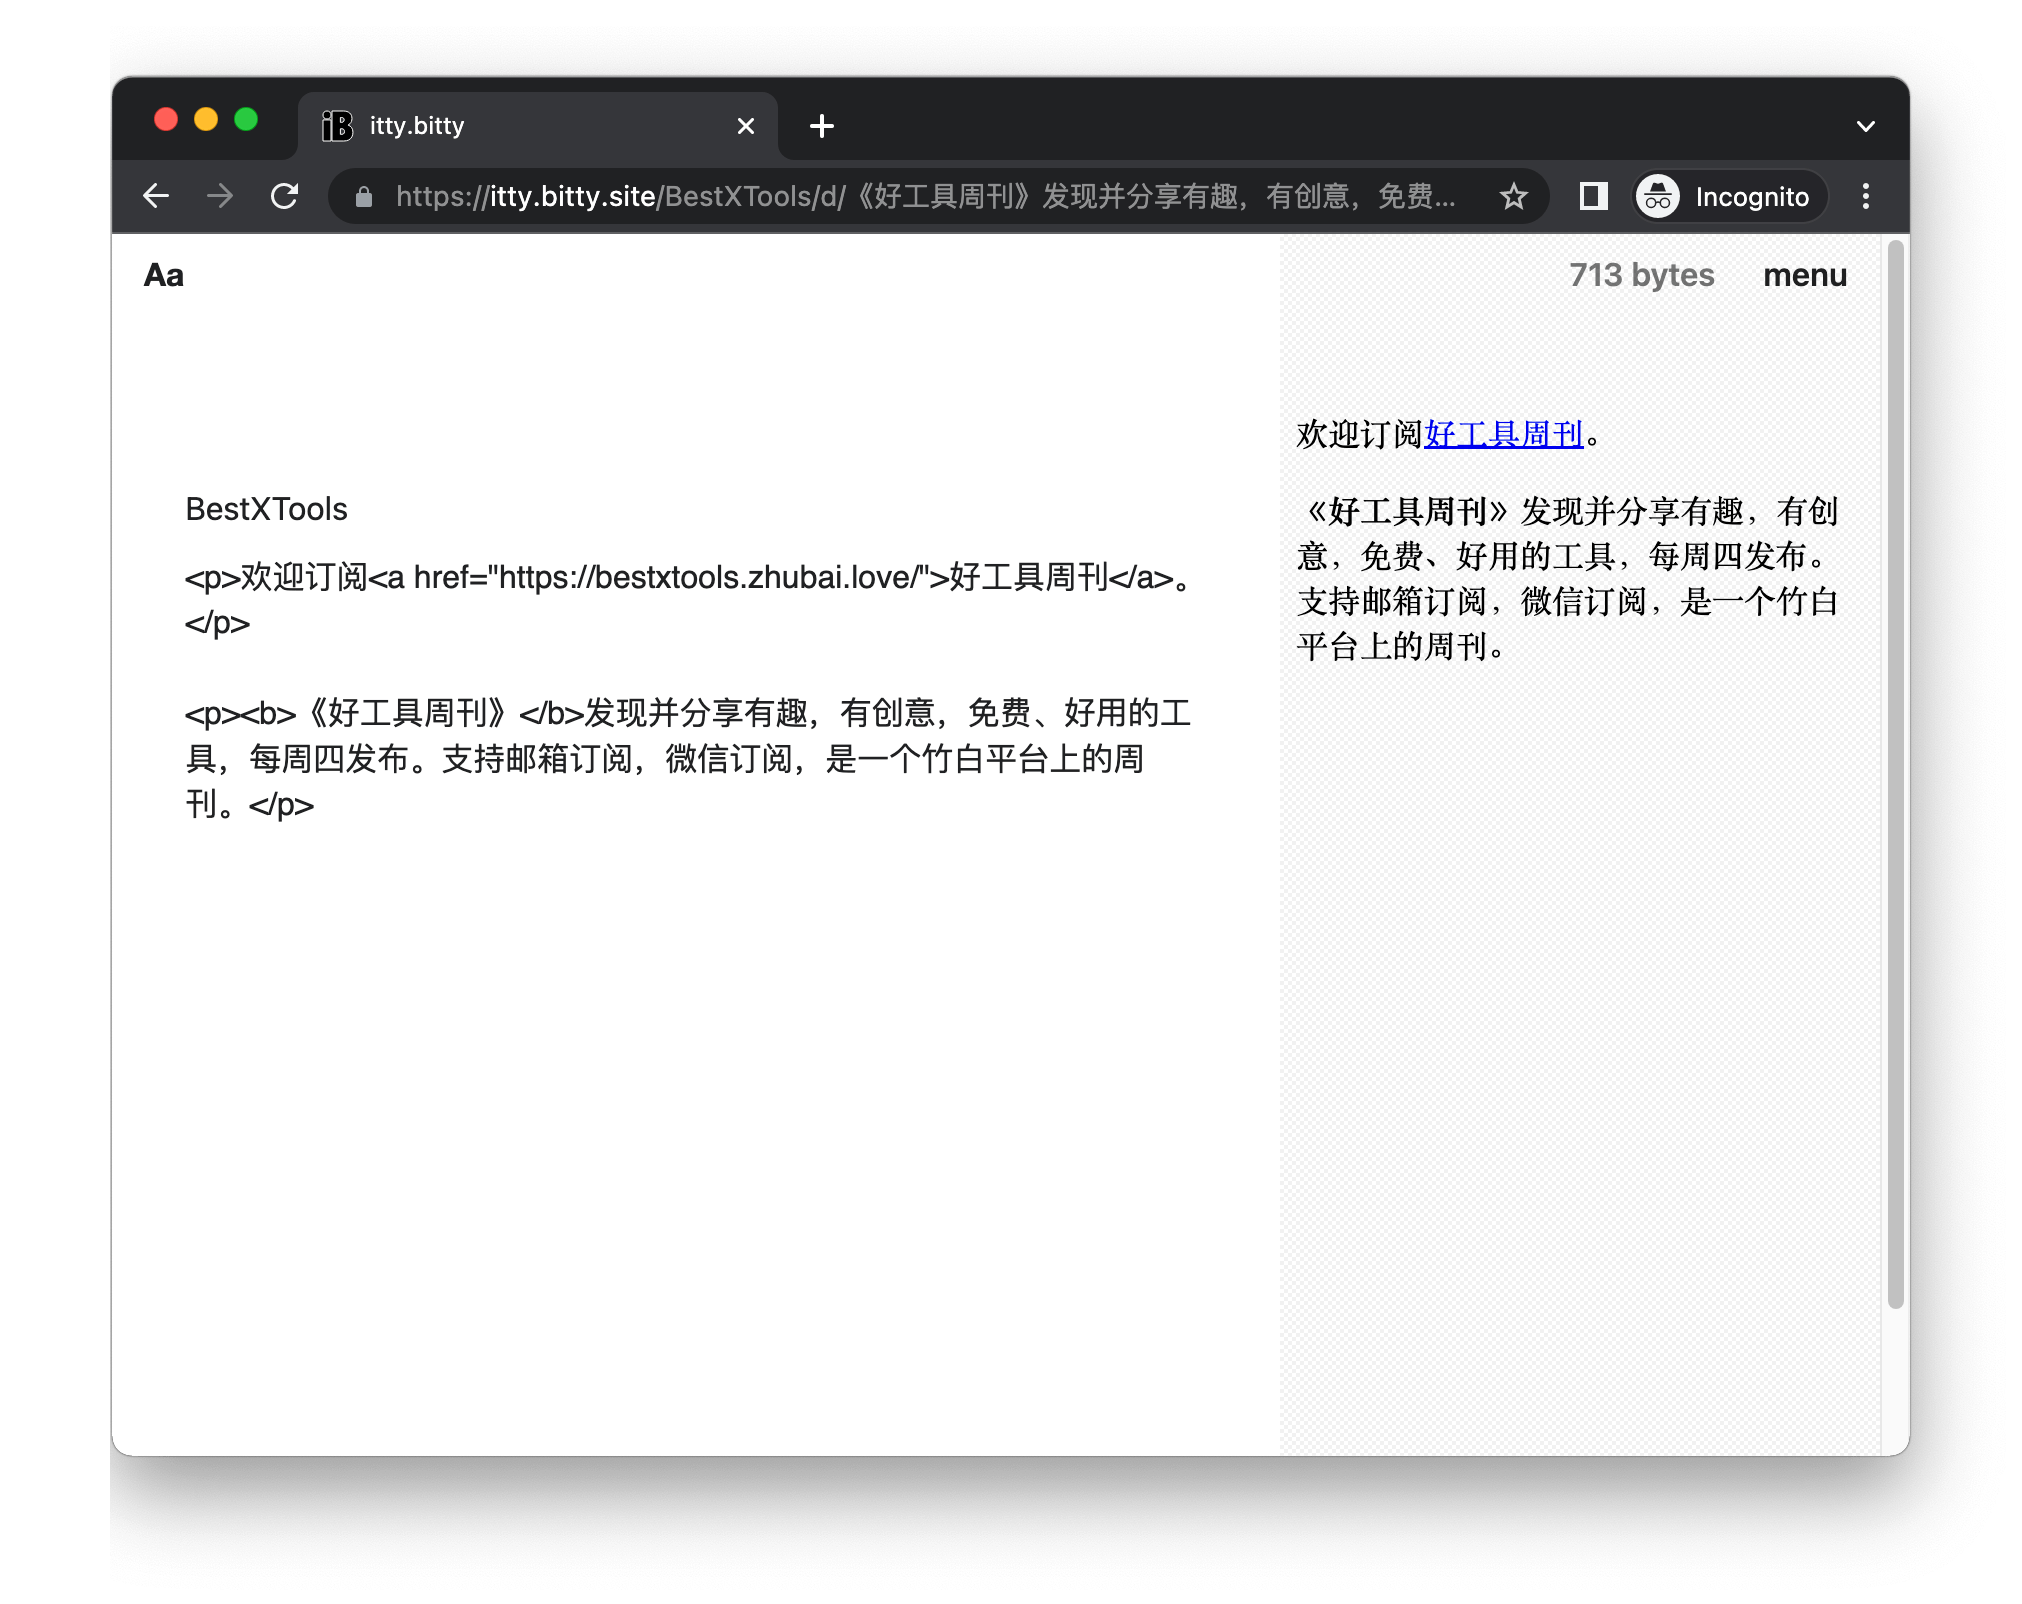 itty.bitty
https://itty.bitty.site/BestXTools/d/《好工具周刊》发现并分享有趣，有创意，免费...
Incognito
Aa
713 bytes
menu
BestXTools
<p>欢迎订阅<a href="https://bestxtools.zhubai.love/">好工具周刊</a>。
</p>
<p><b>《好工具周刊》</b>发现并分享有趣，有创意，免费、好用的工
具，每周四发布。支持邮箱订阅，微信订阅，是一个竹白平台上的周
刊。</p>
欢迎订阅好工具周刊。
《好工具周刊》发现并分享有趣，有创
意，免费、好用的工具，每周四发布。
支持邮箱订阅，微信订阅，是一个竹白
平台上的周刊。